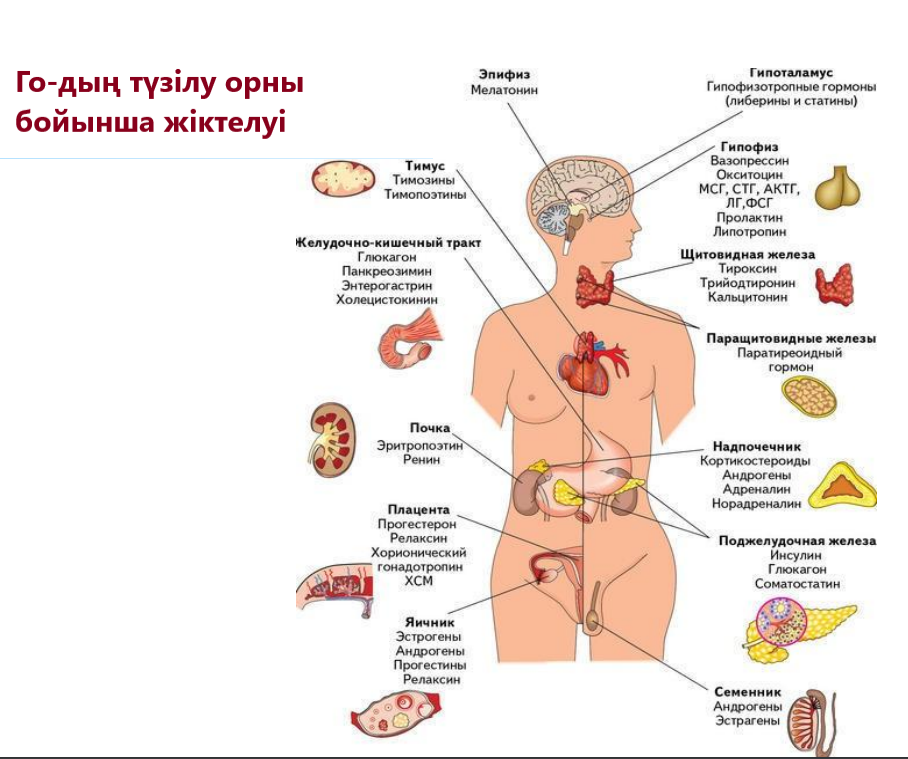 Го-дың түзілу орны
бойынша жіктелуі
Эпифиз
Мелатонин
Гипоталамус
Гипофизотропные гормоны
(либерины и статины)
Тимус
Тимозины
Тимопоэтины
Гипофиз
Вазопрессин
Окситоцин
МСГ, СТГ, АКТГ,
ЛГ,ФСГ
Пролактин
Липотропин
Желудочно-кишечный тракт
Глюкагон
Панкреозимин
Энтерогастрин
Холецистокинин
Щитовидная железа
Тироксин
Трийодтиронин
Кальцитонин
Паращитовидные железы
Паратиреоидный
гормон
Почка
Эритропоэтин
Ренин
Надпочечник
Кортикостероиды
Андрогены
Адреналин
Норадреналин
Плацента
Прогестерон
Релаксин
Хорионический
гонадотропин
ХСМ
Поджелудочная железа
Инсулин
Глюкагон
Соматостатин
Яичник
Эстрогены
Андрогены
Прогестины
Релаксин
Семенник
Андрогены
Эстрагены